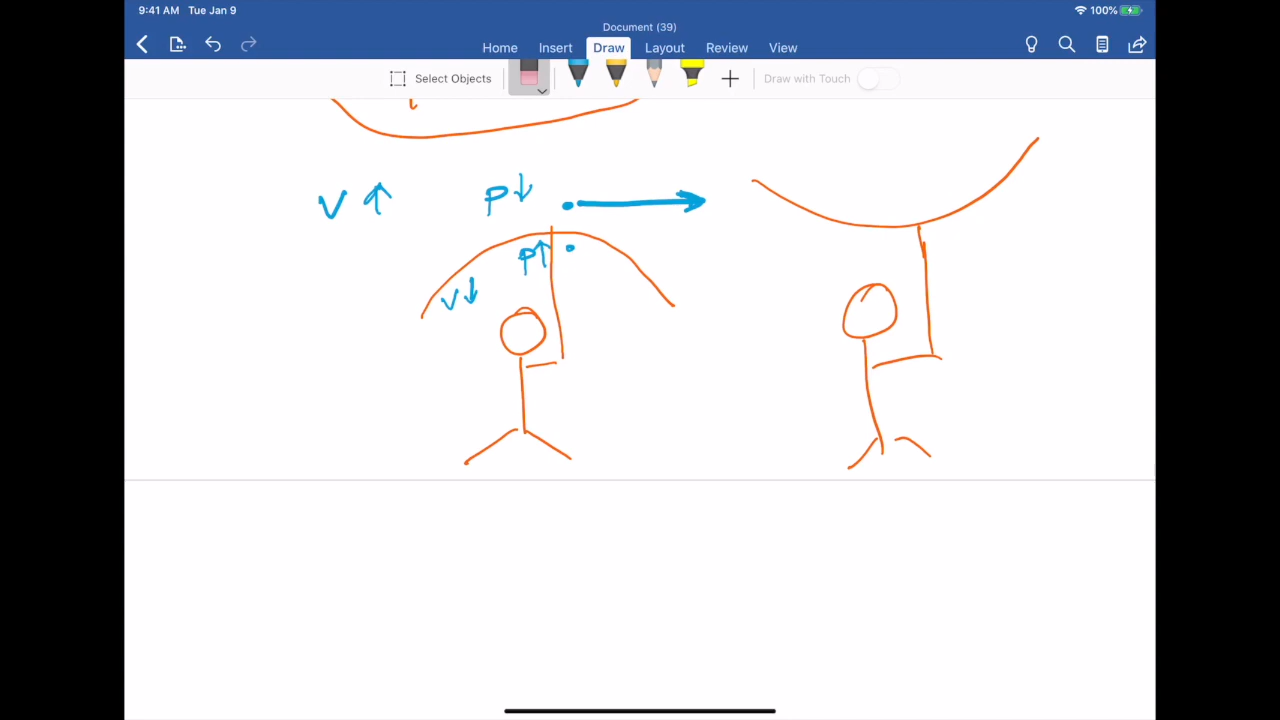 9:41 AM Tue Jan 9
100%
Document (39)
Home Insert Draw Layout Review View
Select Objects
Draw with Touch
V↑ P↓
P↑
V↓